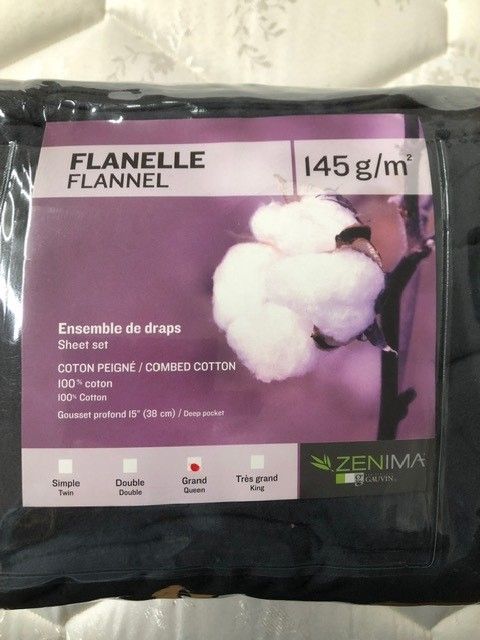 FLANELLE
FLANNEL
145 g/m²
Ensemble de draps
Sheet set
COTON PEIGNÉ / COMBED COTTON
100% coton
100% Cotton
Gousset profond 15" (38 cm) / Deep pocket
Simple
Twin
Double
Double
Grand
Queen
Très grand
King
ZENIMA
g GAUVIN